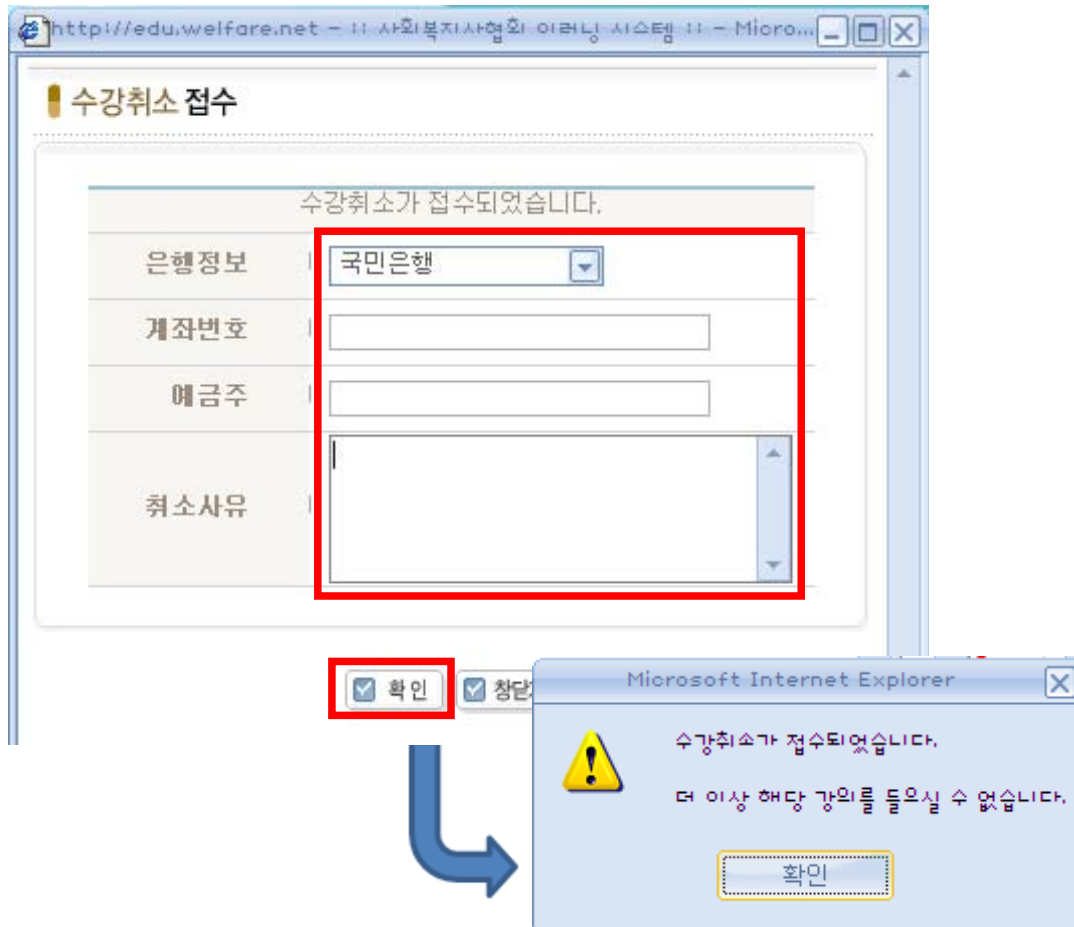 http://edu.welfare.net - :: 사회복지사협회 이러닝 시스템 :: - Micro...
수강취소 접수
수강취소가 접수되었습니다.
은행정보 국민은행
계좌번호
예금주
취소사유
확인
Microsoft Internet Explorer
수강취소가 접수되었습니다.
더 이상 해당 강의를 들으실 수 없습니다.
확인